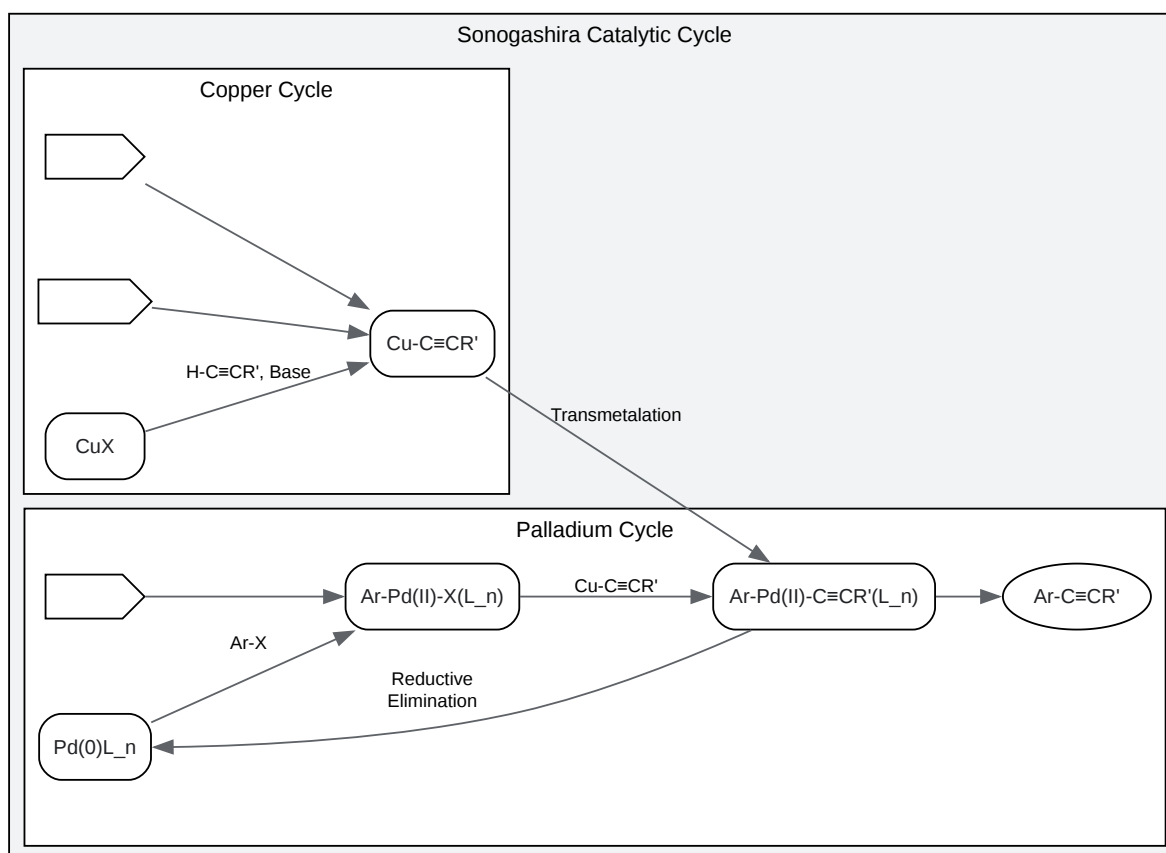 Sonogashira Catalytic Cycle
Copper Cycle
Cu-C≡CR'
H-C≡CR', Base
Transmetalation
CuX
Palladium Cycle
Ar-Pd(II)-X(L_n)
Cu-C≡CR'
Ar-Pd(II)-C≡CR'(L_n)
Ar-C≡CR'
Ar-X
Reductive
Elimination
Pd(0)L_n